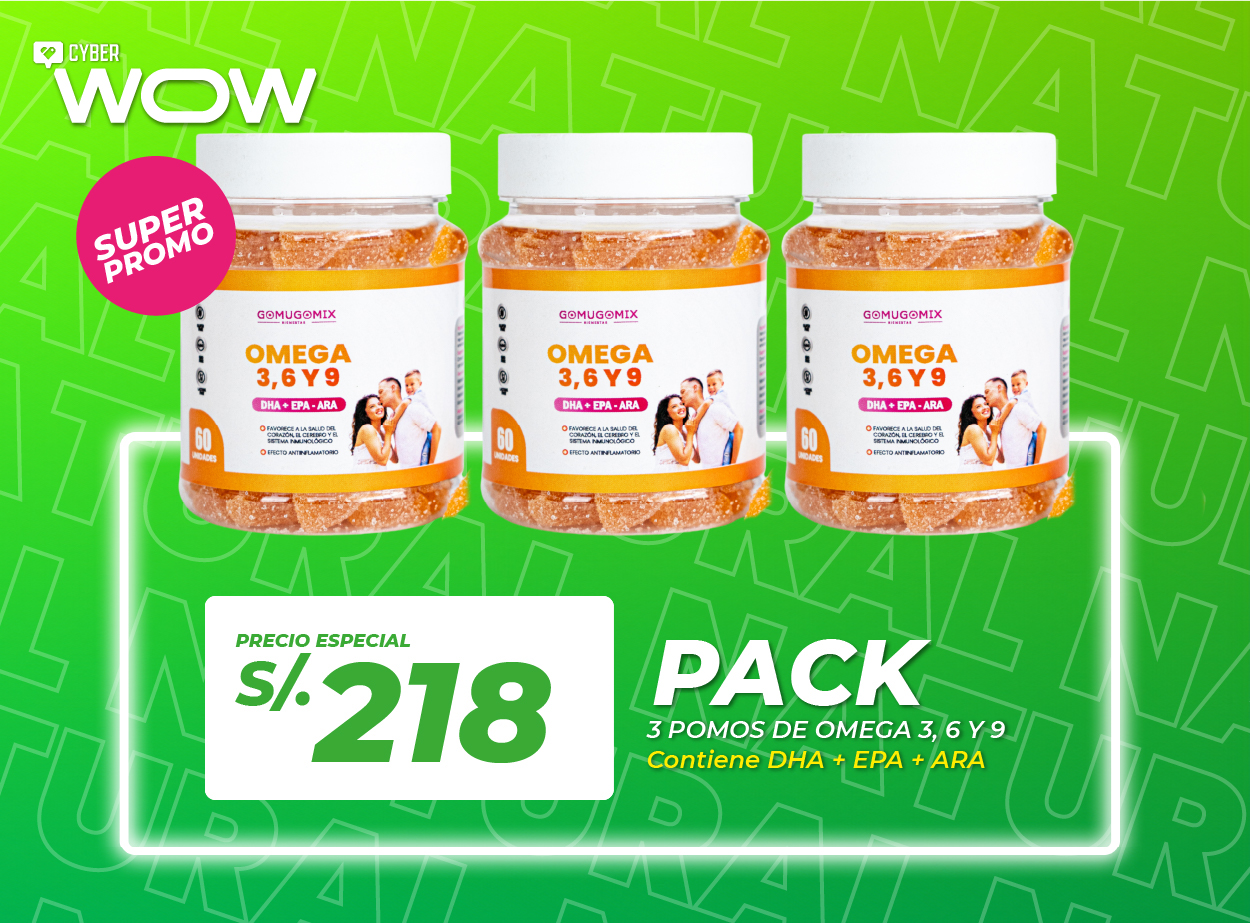 CYBER
WOW
SUPER
PROMO
GOMUGOMIX
BIENESTAR
OMEGA
3, 6 Y 9
DHA + EPA - ARA
FAVORECE A LA SALUD DEL
CORAZÓN, EL CEREBRO Y EL
SISTEMA INMUNOLÓGICO
EFECTO ANTIINFLAMATORIO
60
UNIDADES
GOMUGOMIX
BIENESTAR
OMEGA
3, 6 Y 9
DHA + EPA - ARA
FAVORECE A LA SALUD DEL
CORAZÓN, EL CEREBRO Y EL
SISTEMA INMUNOLÓGICO
EFECTO ANTIINFLAMATORIO
60
UNIDADES
GOMUGOMIX
BIENESTAR
OMEGA
3, 6 Y 9
DHA + EPA - ARA
FAVORECE A LA SALUD DEL
CORAZÓN, EL CEREBRO Y EL
SISTEMA INMUNOLÓGICO
EFECTO ANTIINFLAMATORIO
60
UNIDADES
PRECIO ESPECIAL
S/.218
PACK
3 POMOS DE OMEGA 3, 6 Y 9
Contiene DHA + EPA + ARA
NATURAL